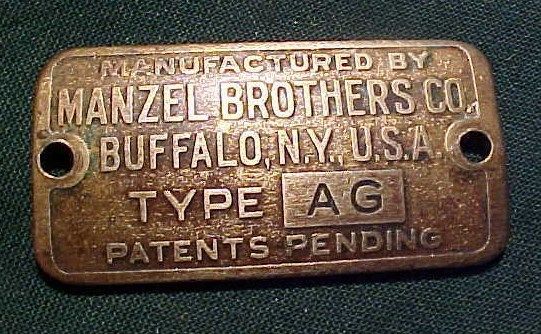 MANUFACTURED BY
MANZEL BROTHERS CO.
BUFFALO, N.Y., U.S.A.
TYPE AG
PATENTS PENDING